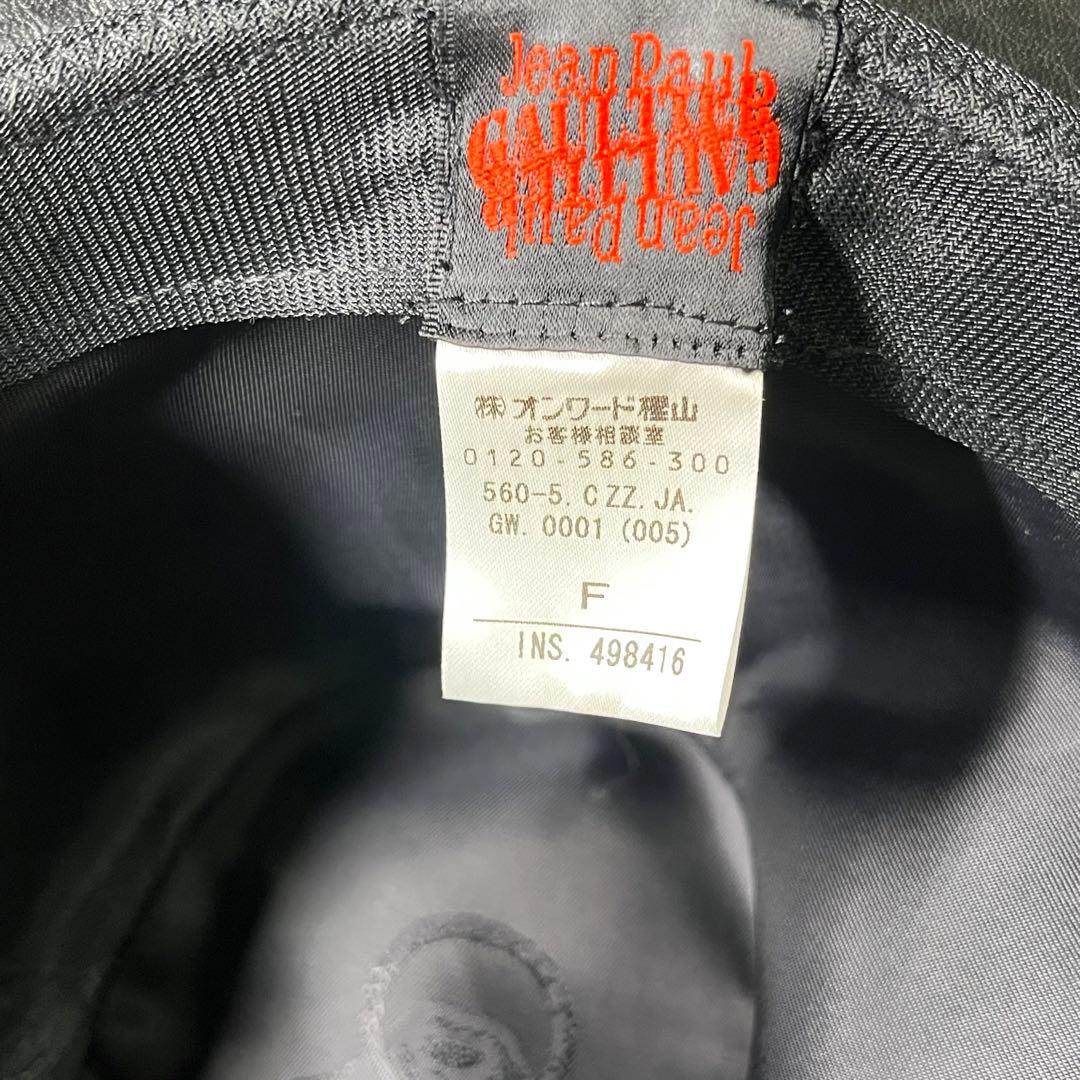 Jean Paul
GAULTIER
GAULTIER
Jean Paul
㈱オンワード樫山
お客様相談室
0120-586-300
560-5. CZZ. JA.
GW. 0001 (005)
F
INS. 498416